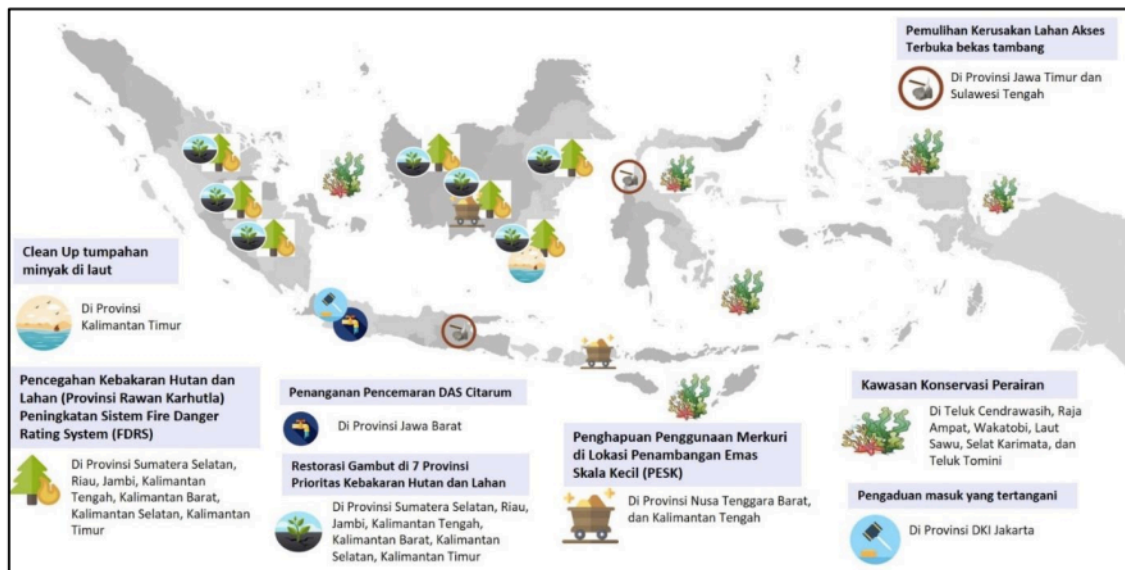 Pemulihan Kerusakan Lahan Akses
Terbuka bekas tambang
Di Provinsi Jawa Timur dan
Sulawesi Tengah
Clean Up tumpahan
minyak di laut
Di Provinsi
Kalimantan Timur
Pencegahan Kebakaran Hutan dan
Lahan (Provinsi Rawan Karhutla)
Peningkatan Sistem Fire Danger
Rating System (FDRS)
Di Provinsi Sumatera Selatan,
Riau, Jambi, Kalimantan
Tengah, Kalimantan Barat,
Kalimantan Selatan, Kalimantan
Timur
Penanganan Pencemaran DAS Citarum
Di Provinsi Jawa Barat
Restorasi Gambut di 7 Provinsi
Prioritas Kebakaran Hutan dan Lahan
Di Provinsi Sumatera Selatan, Riau,
Jambi, Kalimantan Tengah,
Kalimantan Barat, Kalimantan
Selatan, Kalimantan Timur
Penghapuan Penggunaan Merkuri
di Lokasi Penambangan Emas
Skala Kecil (PESK)
Di Provinsi Nusa Tenggara Barat,
dan Kalimantan Tengah
Kawasan Konservasi Perairan
Di Teluk Cendrawasih, Raja
Ampat, Wakatobi, Laut
Sawu, Selat Karimata, dan
Teluk Tomini
Pengaduan masuk yang tertangani
Di Provinsi DKI Jakarta